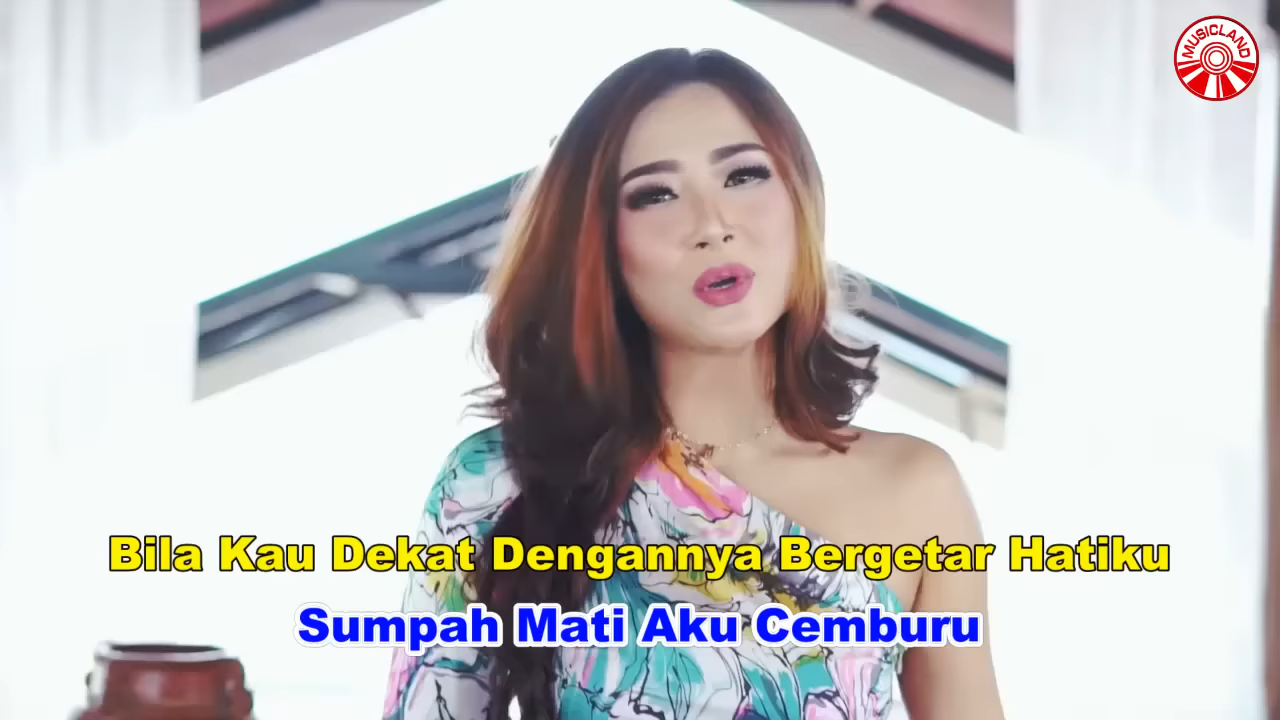 MUSICLAND
Bila Kau Dekat Dengannya Bergetar Hatiku
Sumpah Mati Aku Cemburu